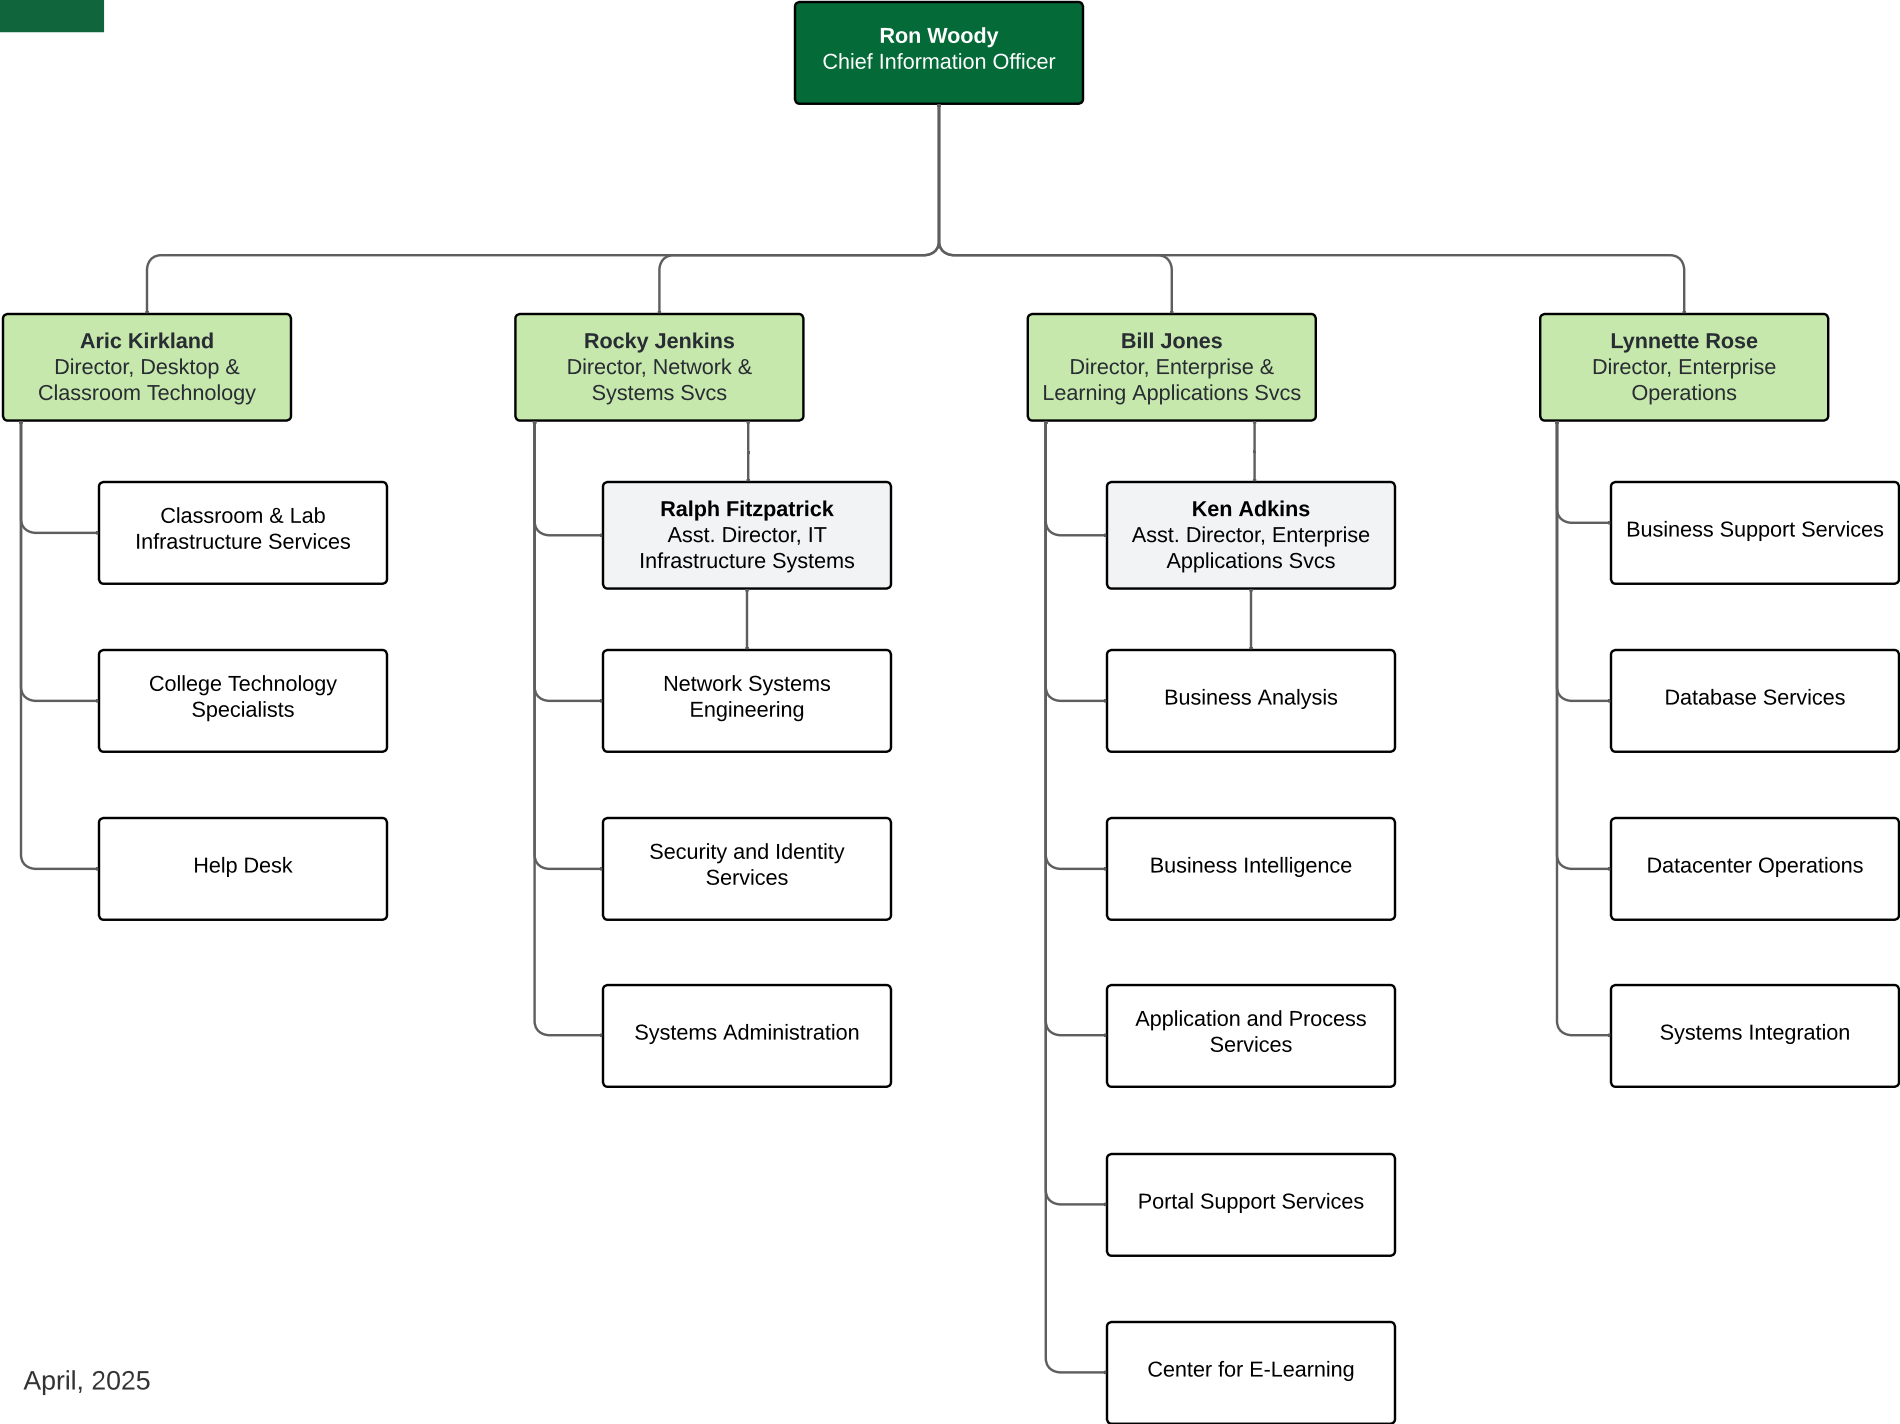 Ron Woody
Chief Information Officer
Aric Kirkland
Director, Desktop &
Classroom Technology
Rocky Jenkins
Director, Network &
Systems Svcs
Bill Jones
Director, Enterprise &
Learning Applications Svcs
Lynnette Rose
Director, Enterprise
Operations
Classroom & Lab
Infrastructure Services
College Technology
Specialists
Help Desk
Ralph Fitzpatrick
Asst. Director, IT
Infrastructure Systems
Network Systems
Engineering
Security and Identity
Services
Systems Administration
Ken Adkins
Asst. Director, Enterprise
Applications Svcs
Business Analysis
Business Intelligence
Application and Process
Services
Portal Support Services
Center for E-Learning
Business Support Services
Database Services
Datacenter Operations
Systems Integration
April, 2025